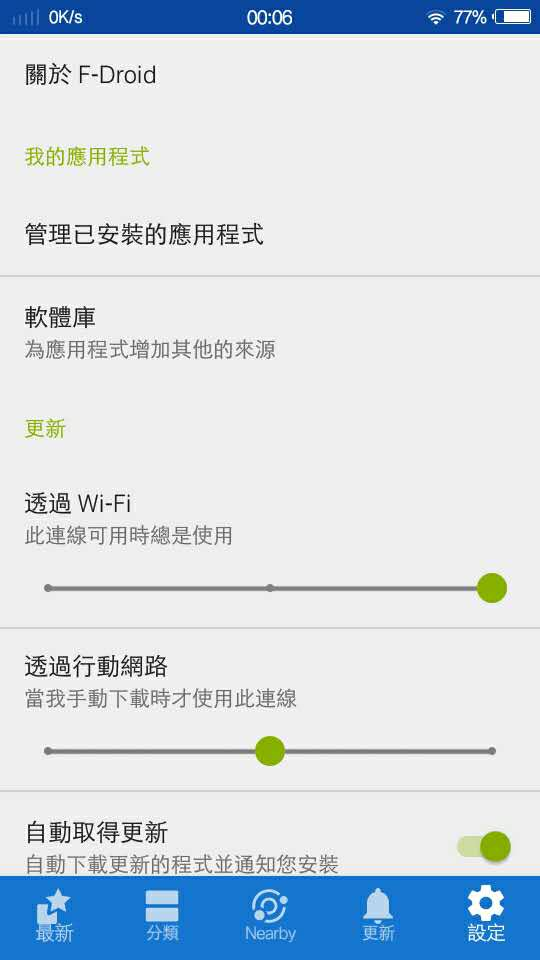 0K/s 00:06 77%
關於 F-Droid
我的應用程式
管理已安裝的應用程式
軟體庫
為應用程式增加其他的來源
更新
透過 Wi-Fi
此連線可用時總是使用
透過行動網路
當我手動下載時才使用此連線
自動取得更新
自動下載更新的程式並通知您安裝
最新 分類 Nearby 更新 設定